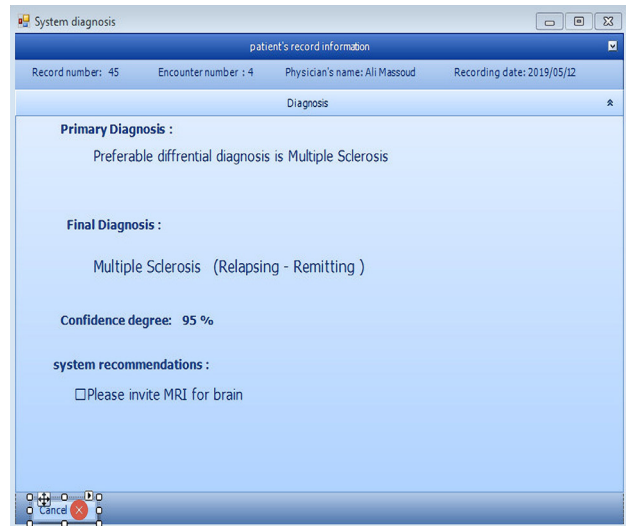 System diagnosis
patient's record information
Record number: 45 Encounter number : 4 Physician's name: Ali Massoud Recording date: 2019/05/12
Diagnosis
Primary Diagnosis :
Preferable diffrential diagnosis is Multiple Sclerosis
Final Diagnosis :
Multiple Sclerosis (Relapsing - Remitting )
Confidence degree: 95 %
system recommendations :
☐Please invite MRI for brain
Cancel